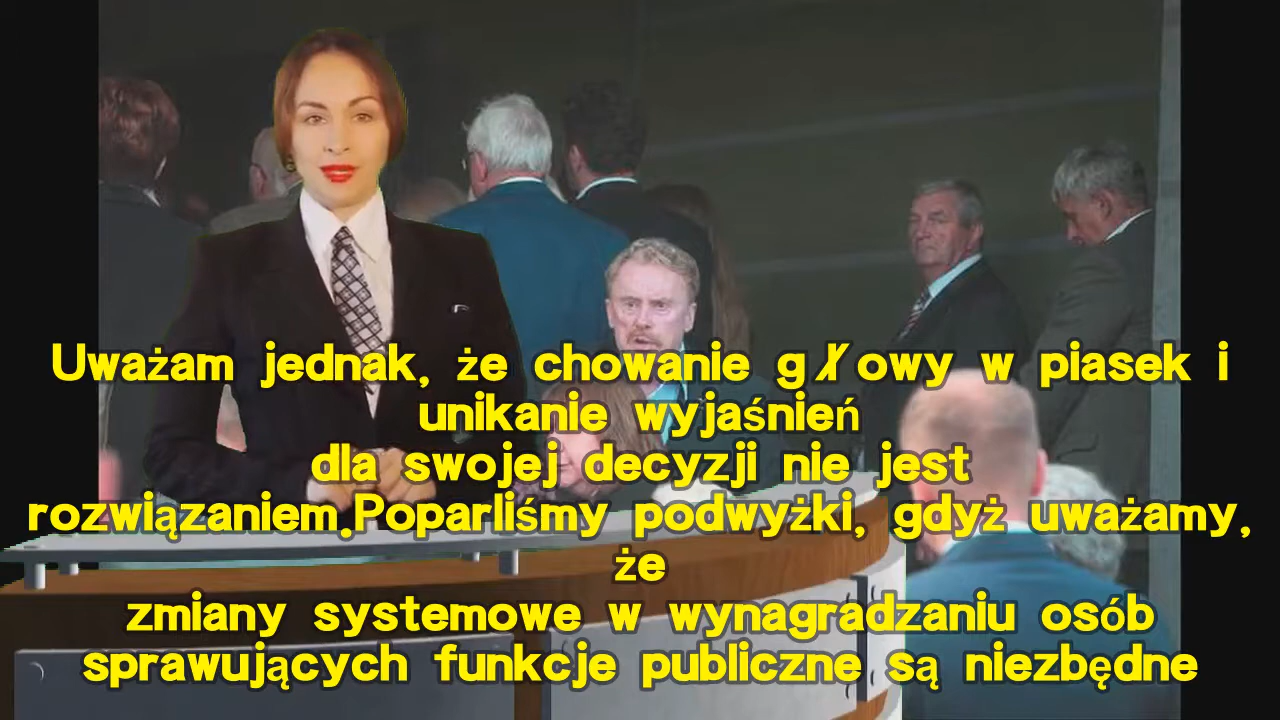 Uważam jednak, że chowanie głowy w piasek i
unikanie wyjaśnień
dla swojej decyzji nie jest
rozwiązaniem.Poparliśmy podwyżki, gdyż uważamy,
że
zmiany systemowe w wynagradzaniu osób
sprawujących funkcje publiczne są niezbędne